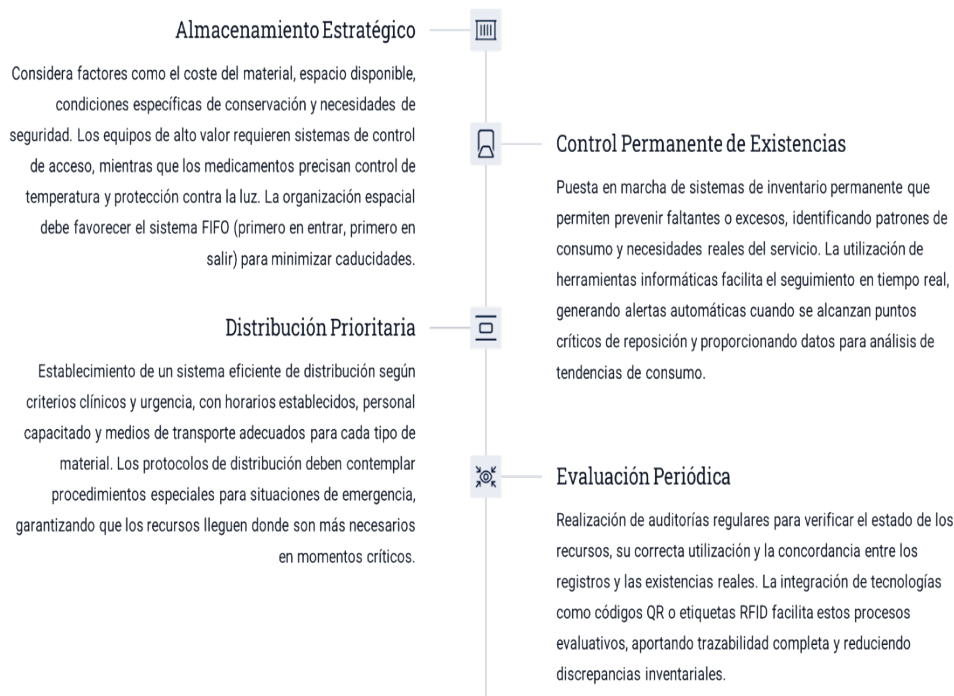 Almacenamiento Estratégico
Considera factores como el coste del material, espacio disponible,
condiciones específicas de conservación y necesidades de
seguridad. Los equipos de alto valor requieren sistemas de control
de acceso, mientras que los medicamentos precisan control de
temperatura y protección contra la luz. La organización espacial
debe favorecer el sistema FIFO (primero en entrar, primero en
salir) para minimizar caducidades.
Control Permanente de Existencias
Puesta en marcha de sistemas de inventario permanente que
permiten prevenir faltantes o excesos, identificando patrones de
consumo y necesidades reales del servicio. La utilización de
herramientas informáticas facilita el seguimiento en tiempo real,
generando alertas automáticas cuando se alcanzan puntos
críticos de reposición y proporcionando datos para análisis de
tendencias de consumo.
Distribución Prioritaria
Establecimiento de un sistema eficiente de distribución según
criterios clínicos y urgencia, con horarios establecidos, personal
capacitado y medios de transporte adecuados para cada tipo de
material. Los protocolos de distribución deben contemplar
procedimientos especiales para situaciones de emergencia,
garantizando que los recursos lleguen donde son más necesarios
en momentos críticos.
Evaluación Periódica
Realización de auditorías regulares para verificar el estado de los
recursos, su correcta utilización y la concordancia entre los
registros y las existencias reales. La integración de tecnologías
como códigos QR o etiquetas RFID facilita estos procesos
evaluativos, aportando trazabilidad completa y reduciendo
discrepancias inventariales.